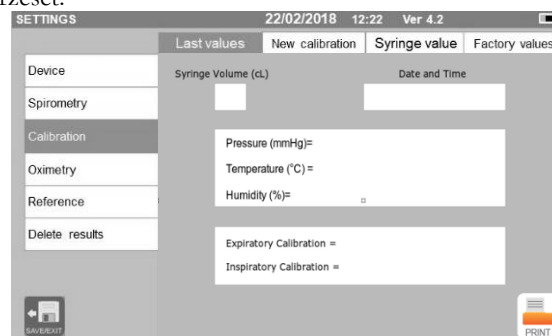 SETTINGS 22/02/2018 12:22 Ver 4.2
Last values New calibration Syringe value Factory values
Device
Spirometry
Calibration
Oximetry
Reference
Delete results
Syringe Volume (cL) Date and Time
Pressure (mmHg)=
Temperature (°C) =
Humidity (%)=
Expiratory Calibration =
Inspiratory Calibration =
SAVE/EXIT
PRINT